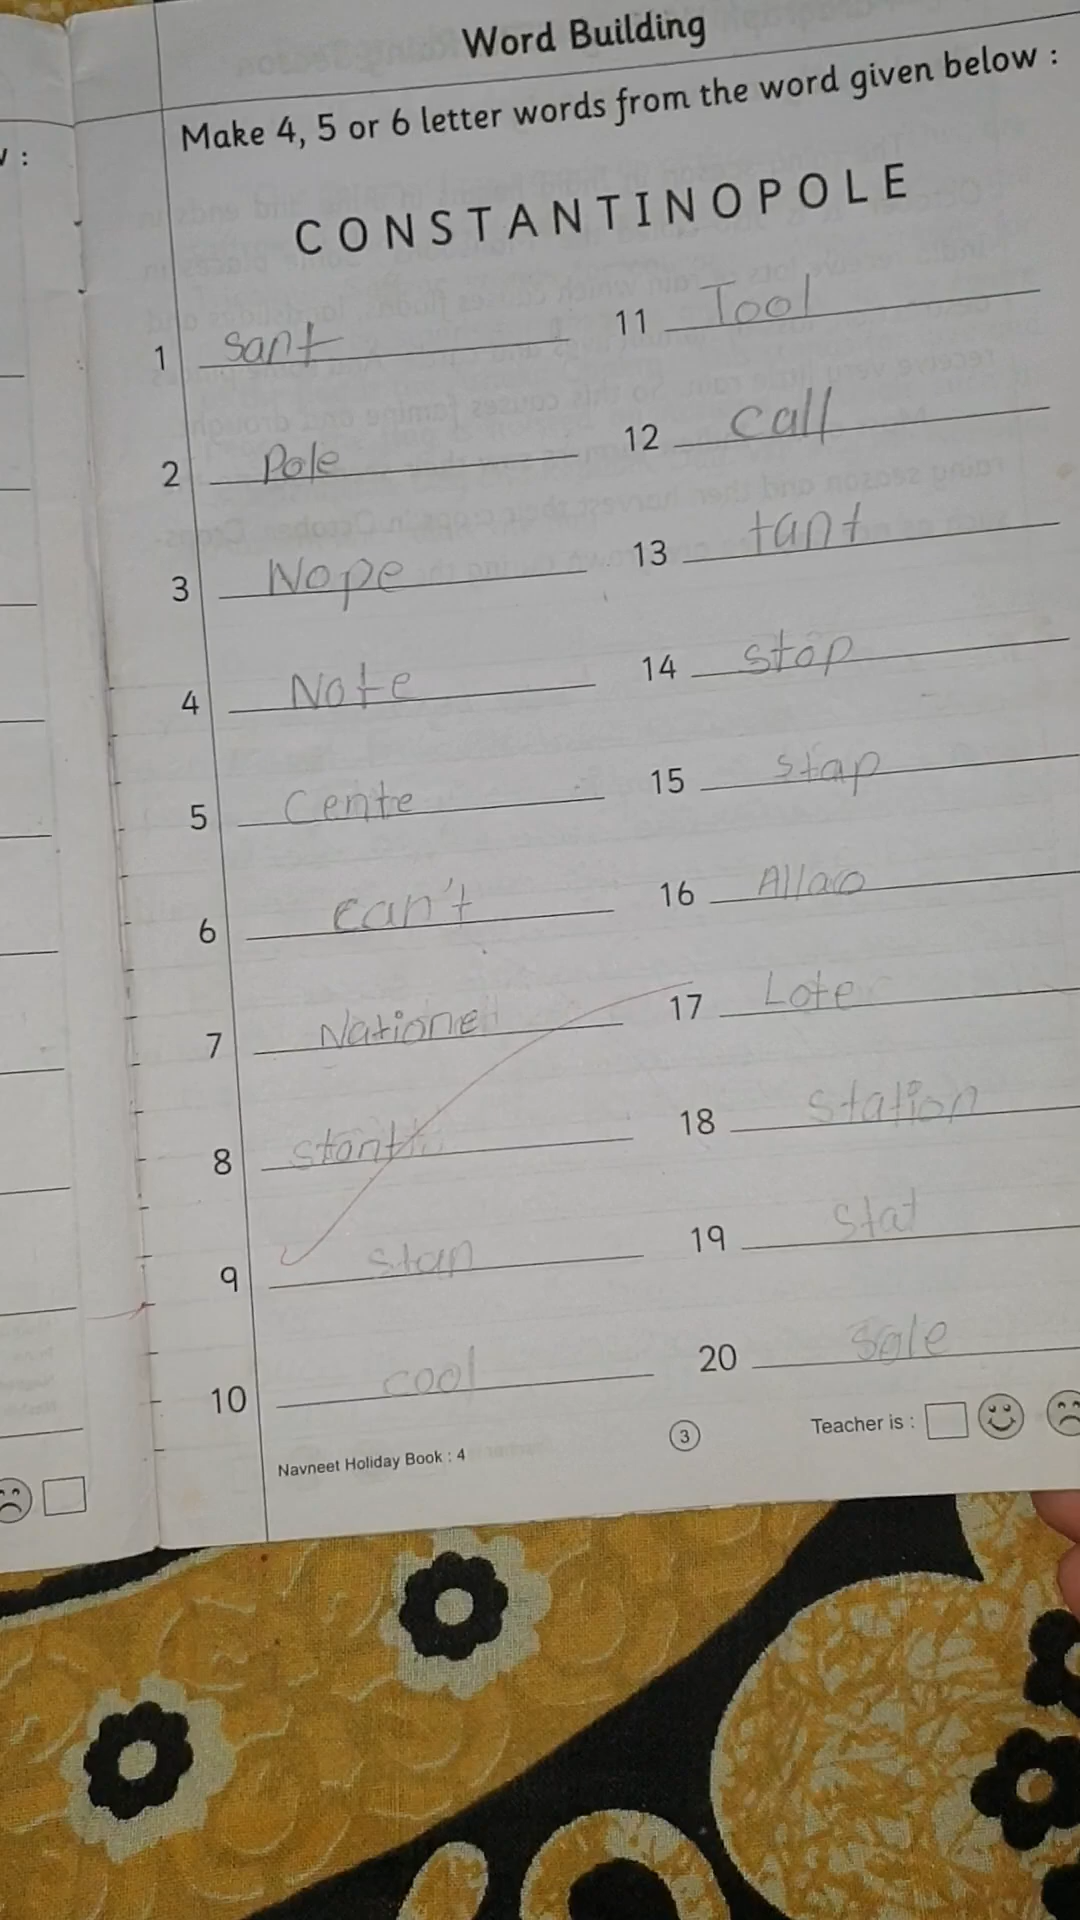 Word Building
Make 4, 5 or 6 letter words from the word given below :
CONSTANTINOPOLE
1 Sant
2 Pole
3 Nope
4 Note
5 Cente
6 can't
7 Natione
8 stant
9 stan
10 cool
11 Tool
12 call
13 tant
14 stop
15 stap
16 Allao
17 Lote
18 Station
19 Stat
20 Sole
Navneet Holiday Book : 4
3
Teacher is :